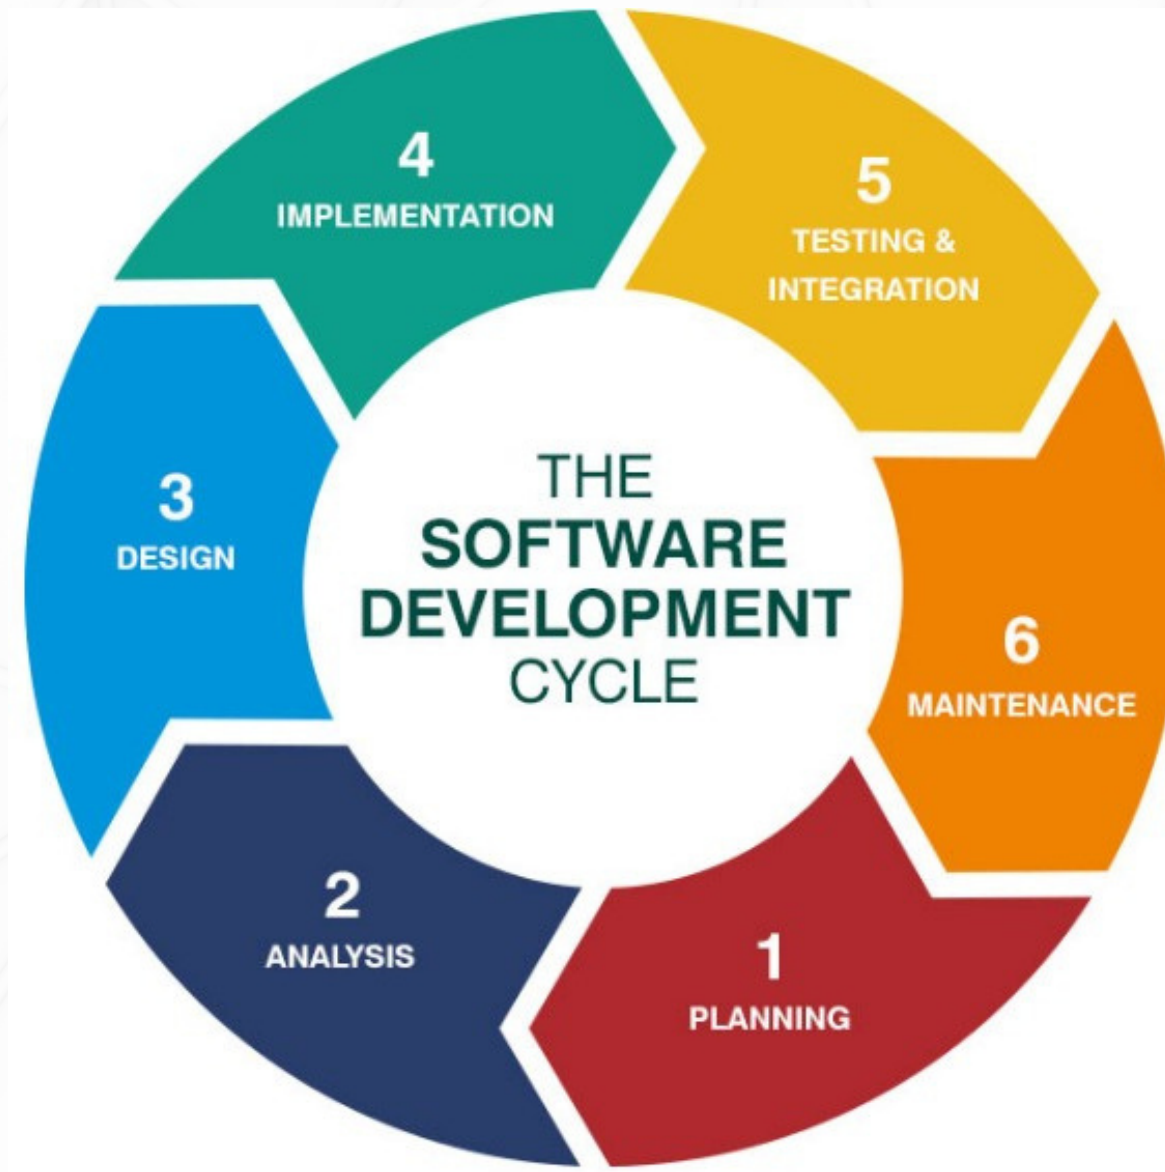 THE
SOFTWARE
DEVELOPMENT
CYCLE
1
PLANNING
2
ANALYSIS
3
DESIGN
4
IMPLEMENTATION
5
TESTING &
INTEGRATION
6
MAINTENANCE